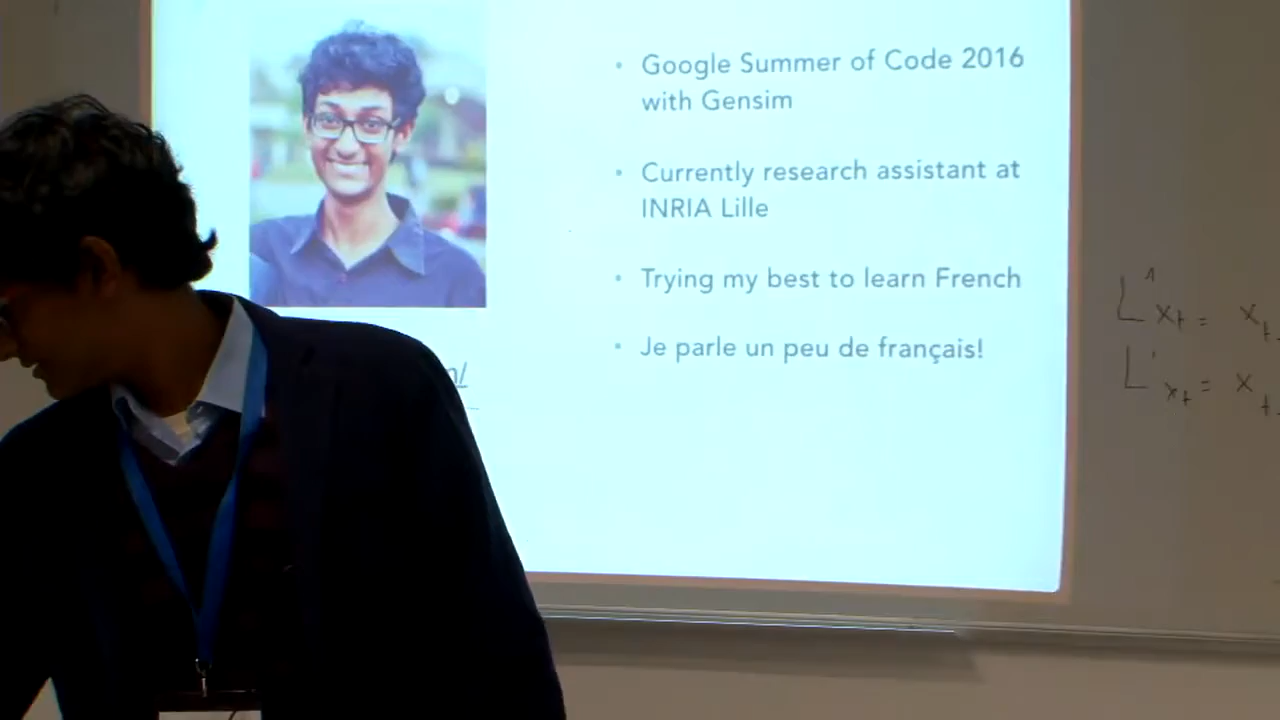 Google Summer of Code 2016
with Gensim
Currently research assistant at
INRIA Lille
Trying my best to learn French
Je parle un peu de français!